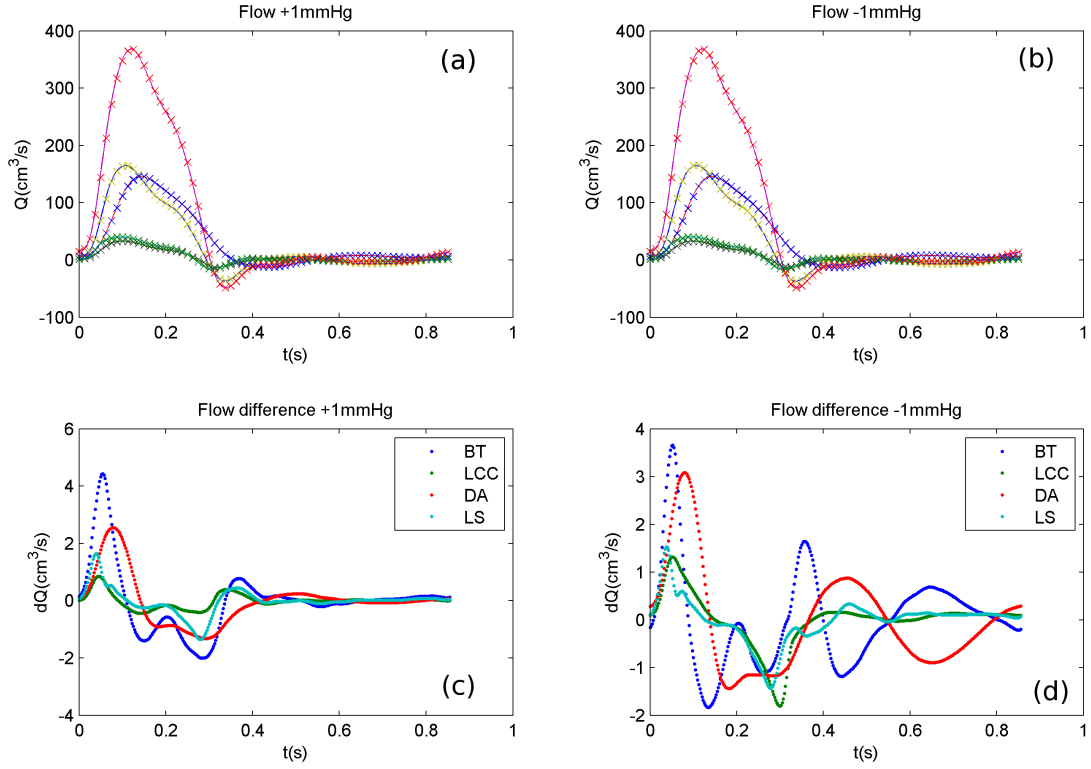 Flow +1mmHg
400
300
200
100
0
-100
Q(cm³/s)
(a)
0
0.2
0.4
0.6
0.8
1
t(s)
Flow -1mmHg
400
300
200
100
0
-100
Q(cm³/s)
(b)
0
0.2
0.4
0.6
0.8
1
t(s)
Flow difference +1mmHg
6
4
2
0
-2
-4
dQ(cm³/s)
BT
LCC
DA
LS
(c)
0
0.2
0.4
0.6
0.8
1
t(s)
Flow difference -1mmHg
4
3
2
1
0
-1
-2
dQ(cm³/s)
BT
LCC
DA
LS
(d)
0
0.2
0.4
0.6
0.8
1
t(s)